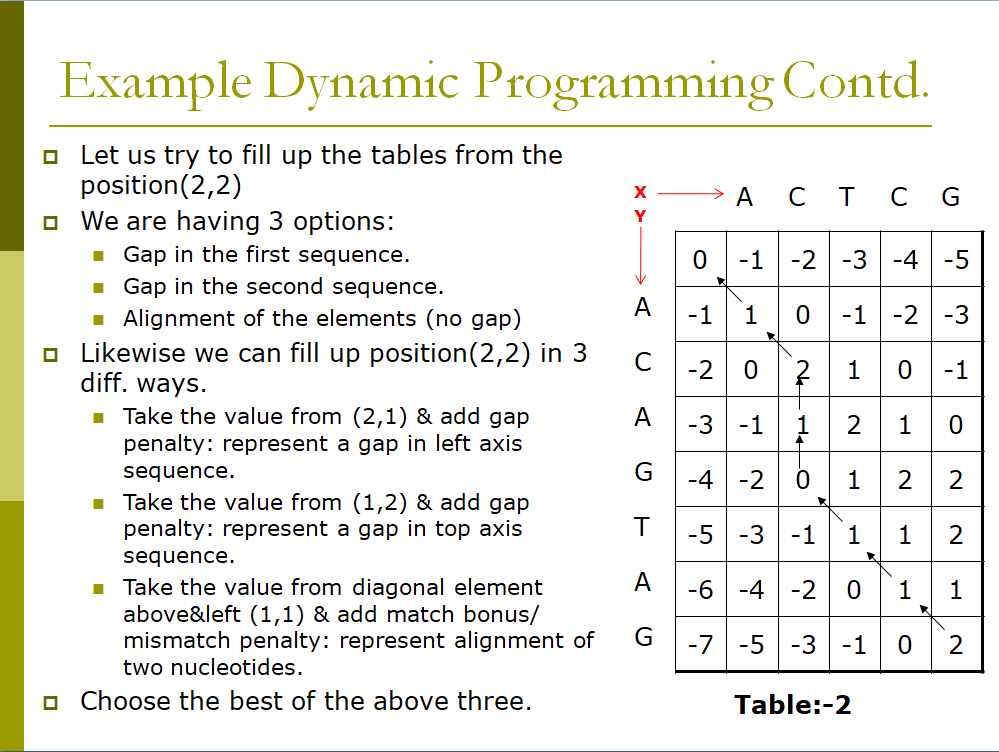 Example Dynamic Programming Contd.
Let us try to fill up the tables from the
position(2,2)
We are having 3 options:
Gap in the first sequence.
Gap in the second sequence.
Alignment of the elements (no gap)
Likewise we can fill up position(2,2) in 3
diff. ways.
Take the value from (2,1) & add gap
penalty: represent a gap in left axis
sequence.
Take the value from (1,2) & add gap
penalty: represent a gap in top axis
sequence.
Take the value from diagonal element
above&left (1,1) & add match bonus/
mismatch penalty: represent alignment of
two nucleotides.
Choose the best of the above three.
X A C T C G
Y
0 -1 -2 -3 -4 -5
A -1 1 0 -1 -2 -3
C -2 0 2 1 0 -1
A -3 -1 1 2 1 0
G -4 -2 0 1 2 2
T -5 -3 -1 1 1 2
A -6 -4 -2 0 1 1
G -7 -5 -3 -1 0 2
Table:-2